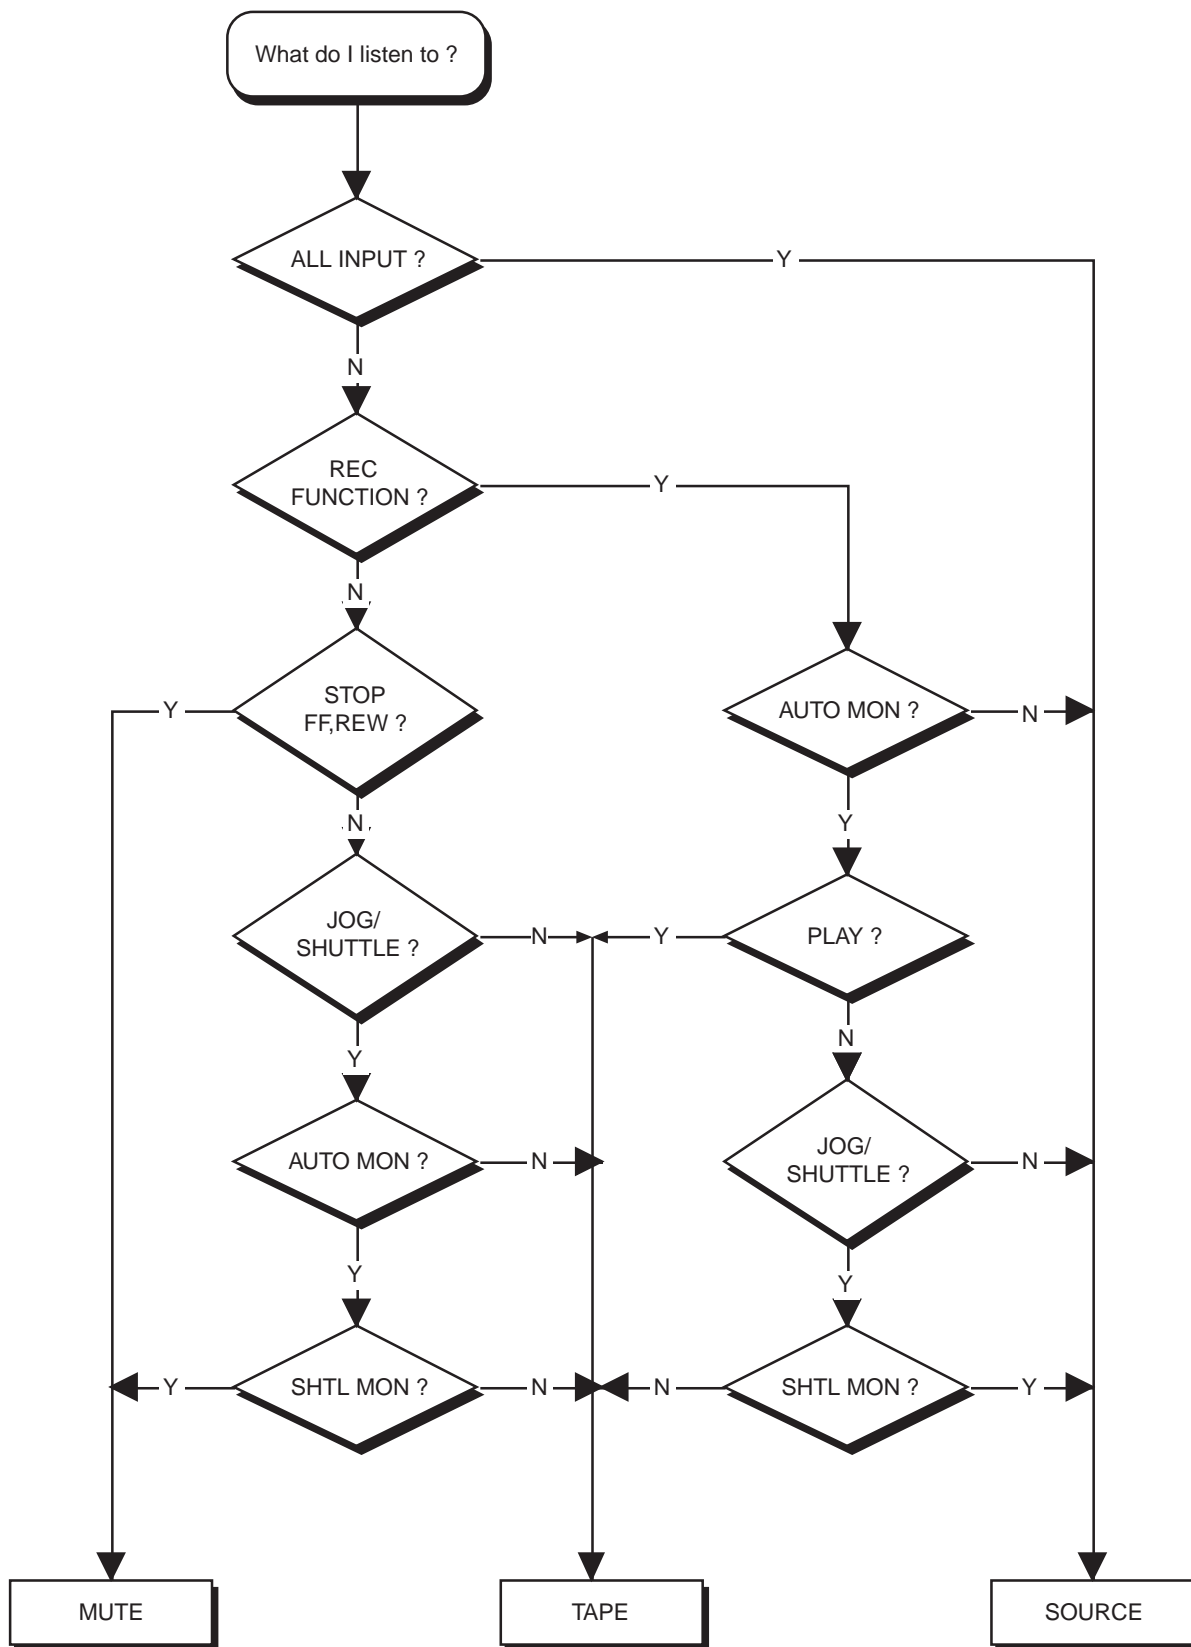 What do I listen to ?
ALL INPUT ?
Y
N
REC
FUNCTION ?
Y
N
STOP
FF,REW ?
Y
AUTO MON ?
N
N
Y
JOG/
SHUTTLE ?
N
Y
PLAY ?
Y
N
AUTO MON ?
N
JOG/
SHUTTLE ?
N
Y
Y
SHTL MON ?
Y
N
SHTL MON ?
N
Y
MUTE
TAPE
SOURCE